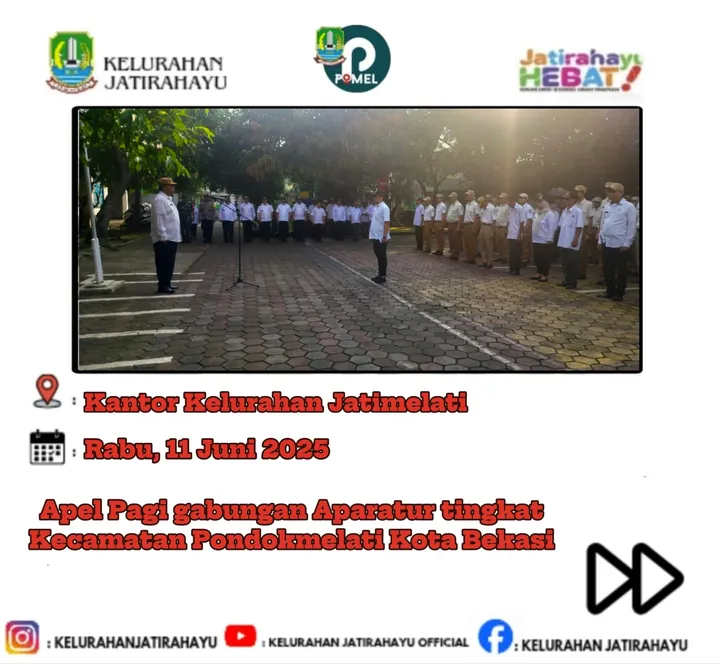 KELURAHAN
JATIRAHAYU
POMEL
Jatirahayu
HEBAT!
: Kantor Kelurahan Jatimelati
: Rabu, 11 Juni 2025
Apel Pagi gabungan Aparatur tingkat
Kecamatan Pondokmelati Kota Bekasi
: KELURAHANJATIRAHAYU
: KELURAHAN JATIRAHAYU OFFICIAL
: KELURAHAN JATIRAHAYU